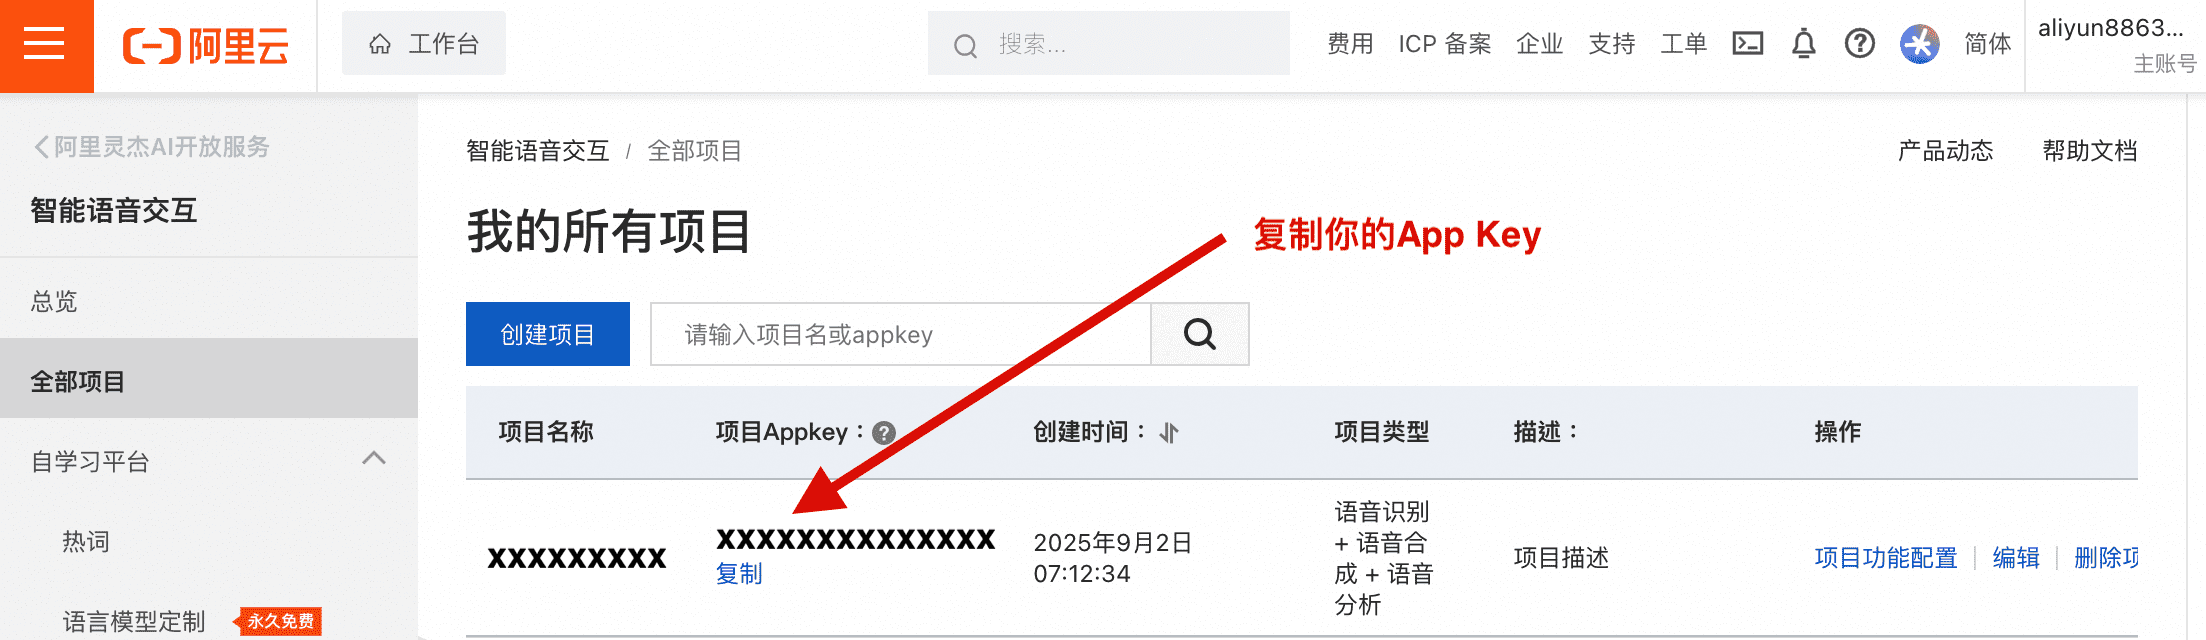 阿里云
工作台
搜索...
费用 ICP 备案 企业 支持 工单 简体
aliyun8863...
主账号
阿里灵杰AI开放服务
智能语音交互
总览
全部项目
自学习平台
热词
语言模型定制 永久免费
智能语音交互 / 全部项目
产品动态 帮助文档
我的所有项目
复制你的App Key
创建项目 请输入项目名或appkey
项目名称 项目Appkey： 创建时间： 项目类型 描述： 操作
XXXXXXXXX
XXXXXXXXXXXXXX
复制
2025年9月2日
07:12:34
语音识别
+ 语音合
成 + 语音
分析
项目描述
项目功能配置 编辑 删除项